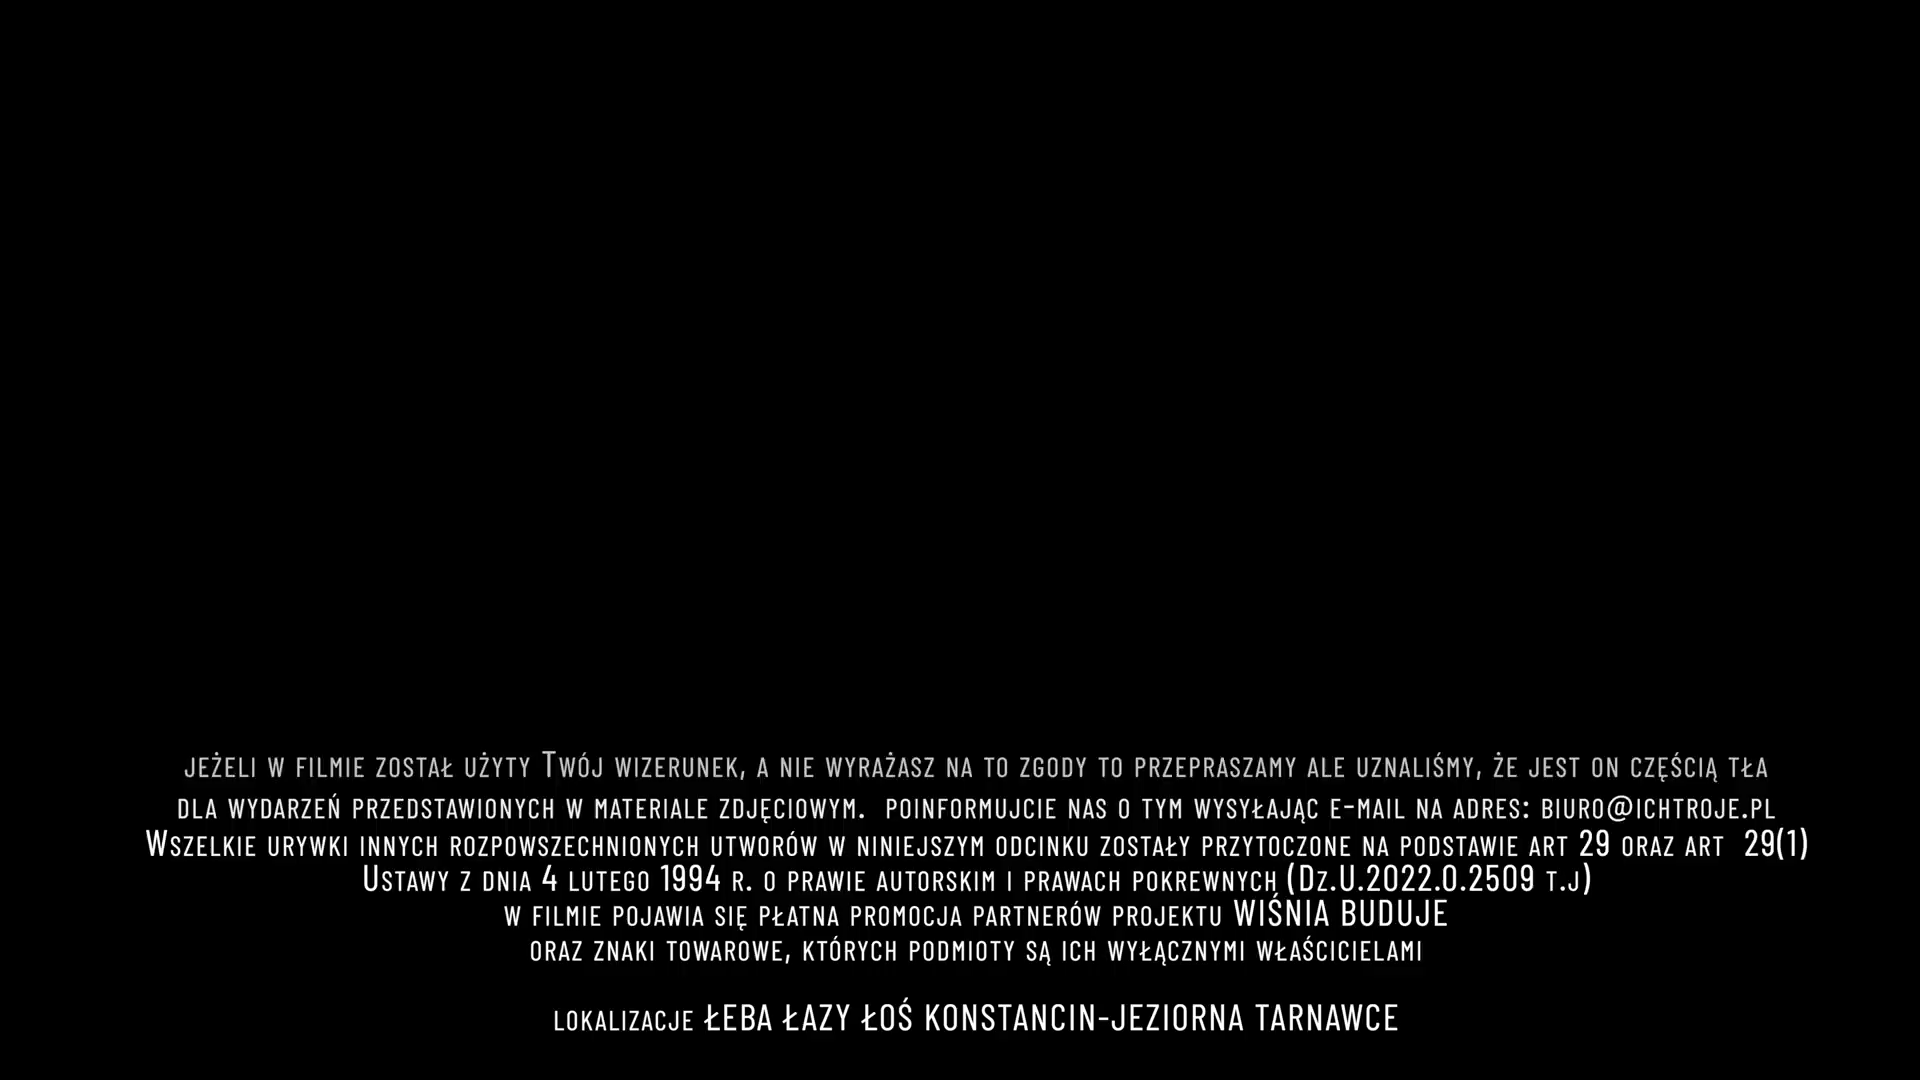 jeżeli w filmie został użyty Twój wizerunek, a nie wyrażasz na to zgody to przepraszamy ale uznaliśmy, że jest on częścią tła
dla wydarzeń przedstawionych w materiale zdjęciowym. poinformujcie nas o tym wysyłając e-mail na adres: biuro@ichtroje.pl
Wszelkie urywki innych rozpowszechnionych utworów w niniejszym odcinku zostały przytoczone na podstawie art 29 oraz art 29(1)
Ustawy z dnia 4 lutego 1994 r. o prawie autorskim i prawach pokrewnych (Dz.U.2022.0.2509 t.j)
w filmie pojawia się płatna promocja partnerów projektu WIŚNIA BUDUJE
oraz znaki towarowe, których podmioty są ich wyłącznymi właścicielami
lokalizacje ŁEBA ŁAZY ŁOŚ KONSTANCIN-JEZIORNA TARNAWCE